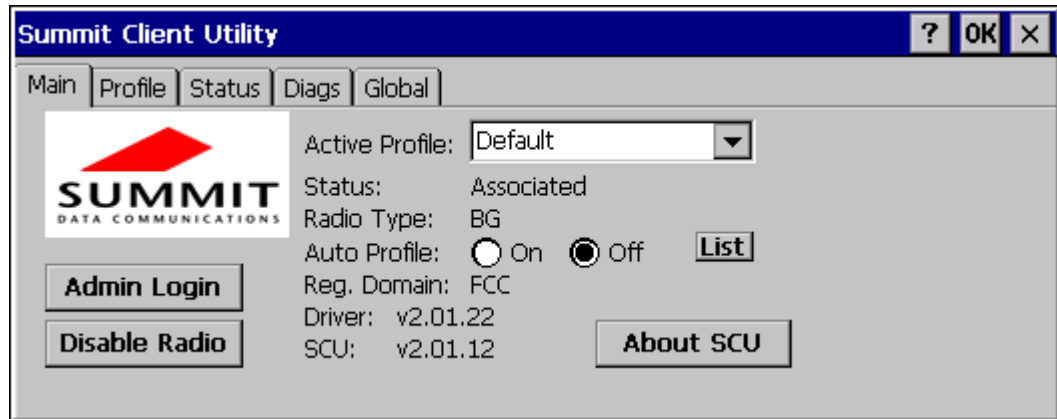 Summit Client Utility ? OK ×
Main Profile Status Diags Global
SUMMIT
DATA COMMUNICATIONS
Active Profile: Default
Status: Associated
Radio Type: BG
Auto Profile: On Off List
Admin Login
Reg. Domain: FCC
Driver: v2.01.22
Disable Radio
SCU: v2.01.12
About SCU